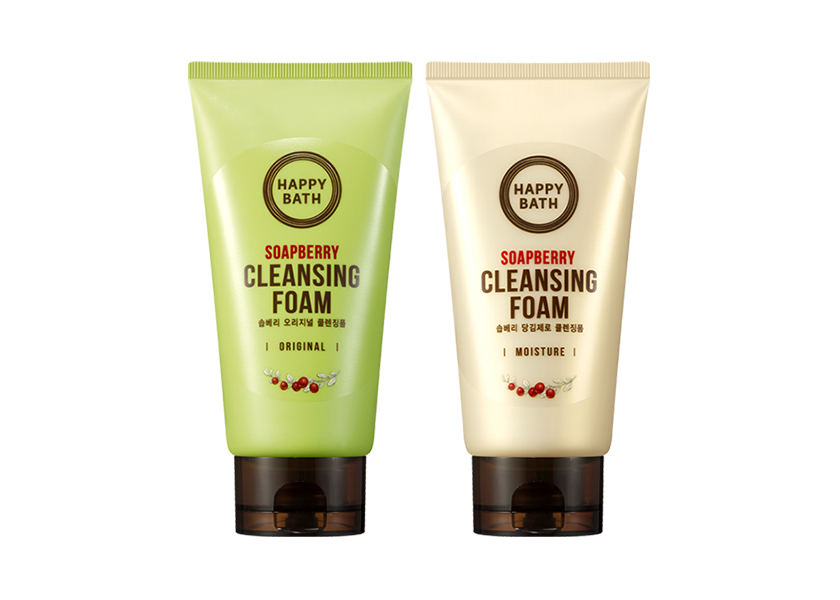 HAPPY
BATH
SOAPBERRY
CLEANSING
FOAM
솝베리 오리지널 클렌징폼
| ORIGINAL |
HAPPY
BATH
SOAPBERRY
CLEANSING
FOAM
솝베리 당김제로 클렌징폼
| MOISTURE |